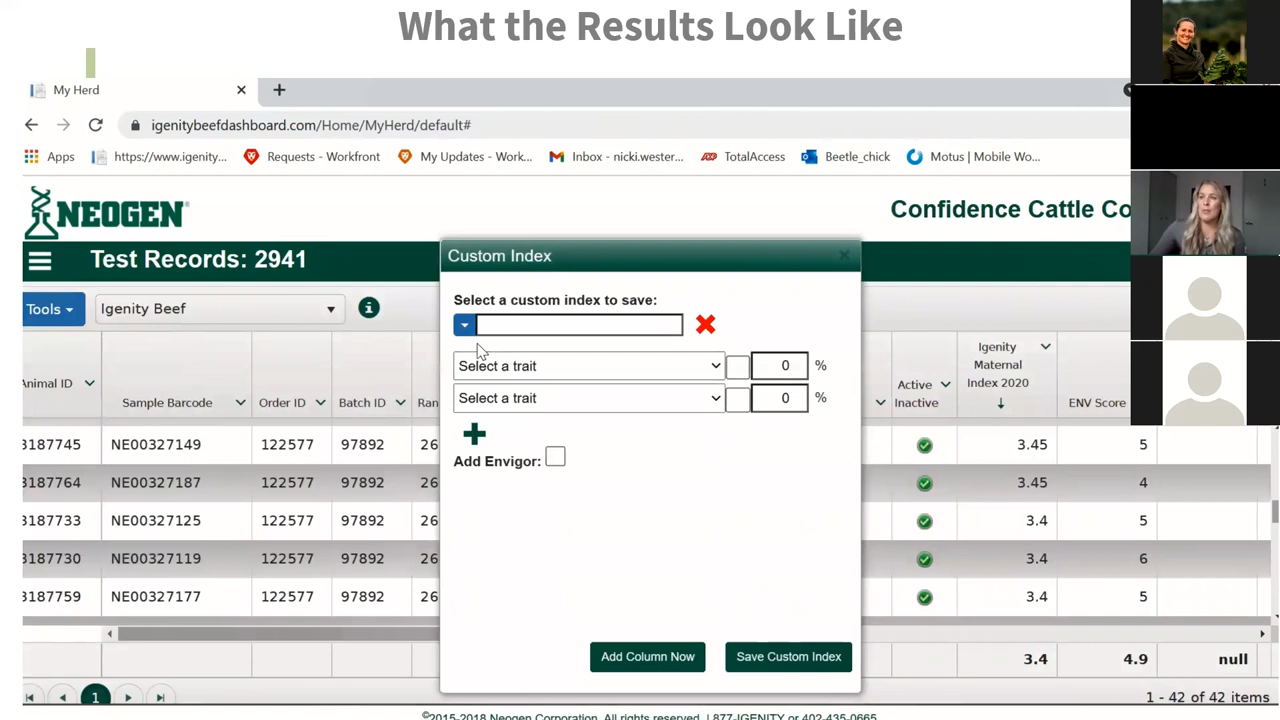 What the Results Look Like
My Herd
igenitybeefdashboard.com/Home/MyHerd/default#
Apps https://www.igenity... Requests - Workfront My Updates - Work... Inbox - nicki.wester... TotalAccess Beetle_chick Motus | Mobile Wo...
NEOGEN
Confidence Cattle Co
Test Records: 2941
Tools
Igenity Beef
Custom Index
Select a custom index to save:
Select a trait 0 %
Select a trait 0 %
Add Envigor:
Add Column Now Save Custom Index
Animal ID Sample Barcode Order ID Batch ID Ran Active Inactive Igenity Maternal Index 2020 ENV Score
3187745 NE00327149 122577 97892 26 3.45 5
3187764 NE00327187 122577 97892 26 3.45 4
3187733 NE00327125 122577 97892 26 3.4 5
3187730 NE00327119 122577 97892 26 3.4 6
3187759 NE00327177 122577 97892 26 3.4 5
3.4 4.9 null
1
1 - 42 of 42 items
©2015-2018 Neogen Corporation. All rights reserved. | 877-IGENITY or 402-435-0665